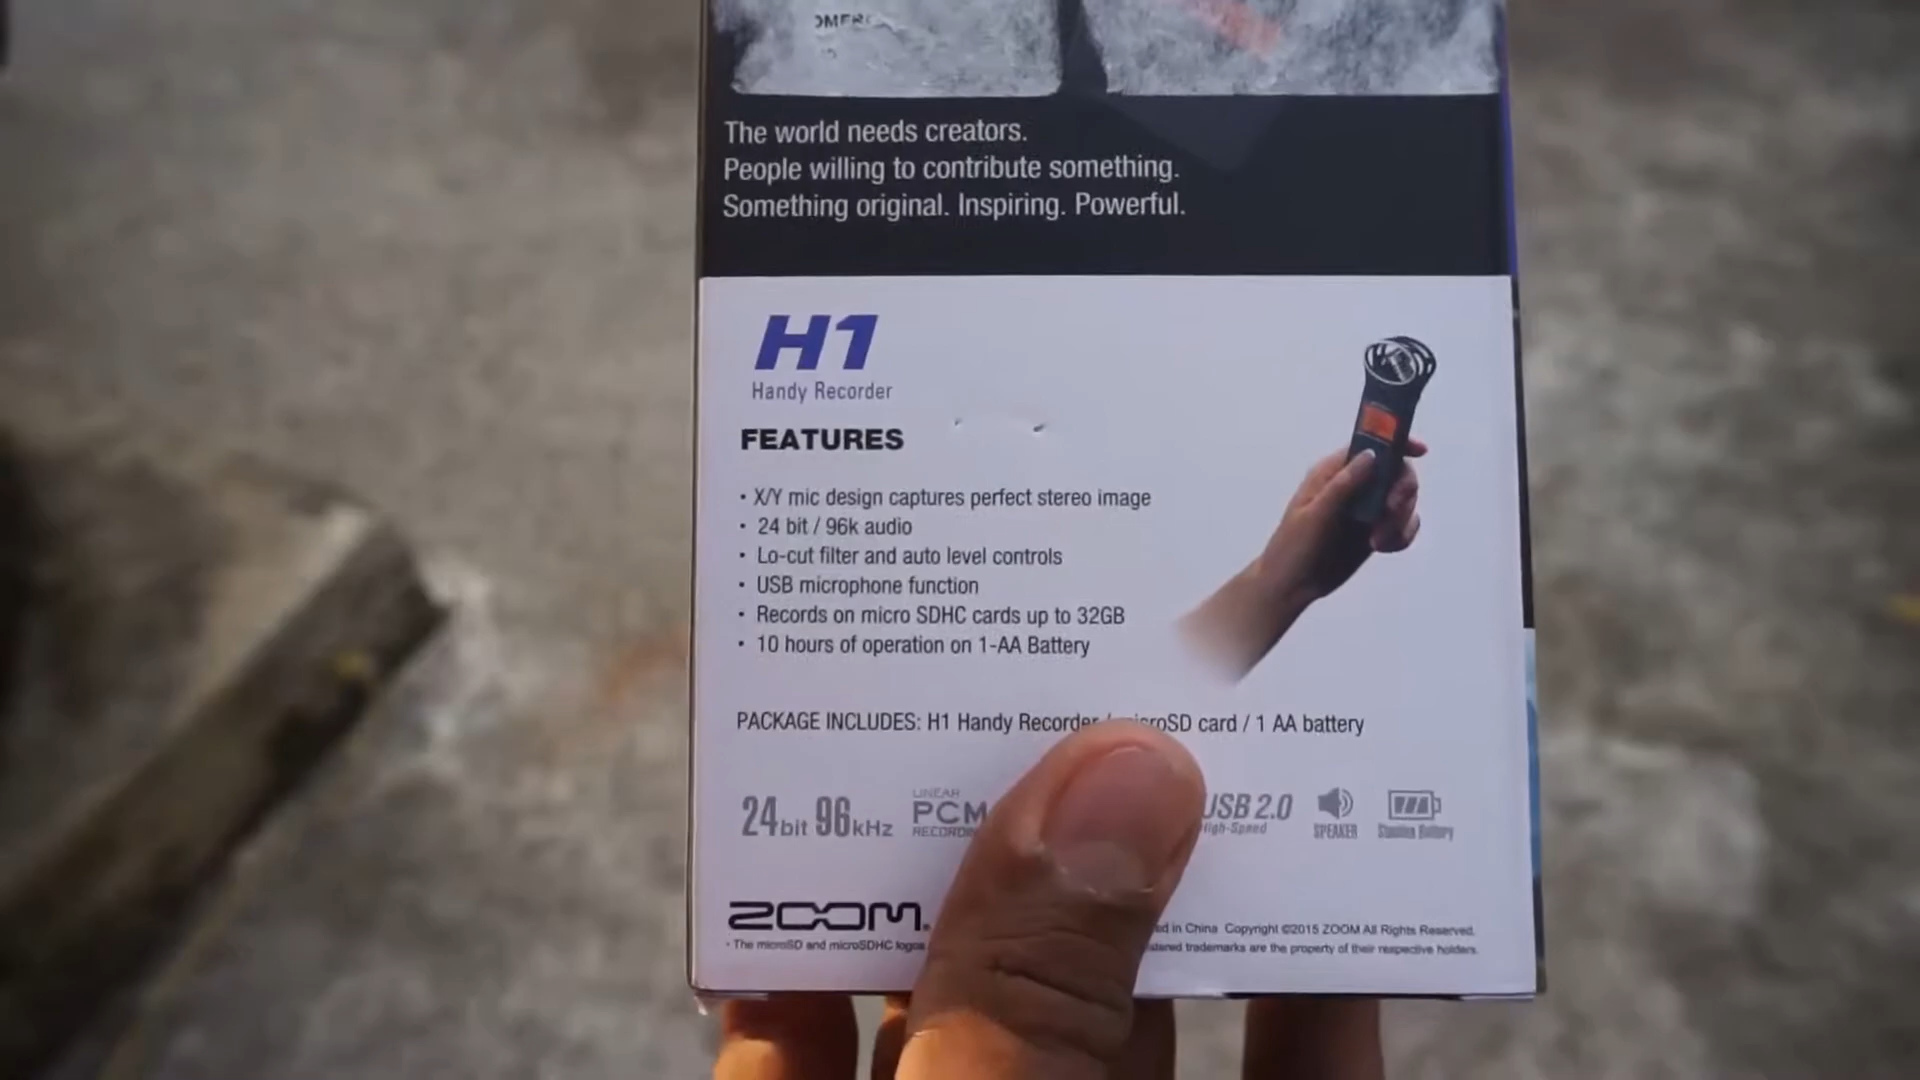 The world needs creators.
People willing to contribute something.
Something original. Inspiring. Powerful.
H1
Handy Recorder
FEATURES
• X/Y mic design captures perfect stereo image
• 24 bit / 96k audio
• Lo-cut filter and auto level controls
• USB microphone function
• Records on micro SDHC cards up to 32GB
• 10 hours of operation on 1-AA Battery
PACKAGE INCLUDES: H1 Handy Recorder / card / 1 AA battery
24bit 96kHz
LINEAR
PCM
USB 2.0
High-Speed
SPEAKER
Battery
ZOOM.
in China Copyright ©2015 ZOOM All Rights Reserved.
• The microSD and microSDHC logos trademarks are the property of their respective holders.